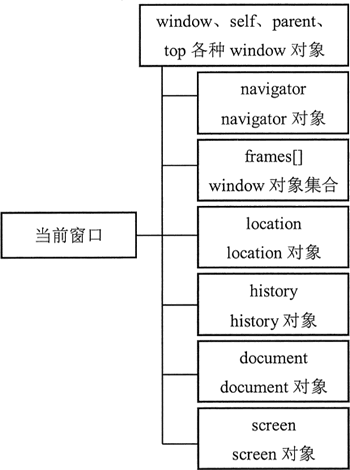 window、self、parent、
top 各种 window 对象
navigator
navigator 对象
frames[]
window 对象集合
当前窗口
location
location 对象
history
history 对象
document
document 对象
screen
screen 对象